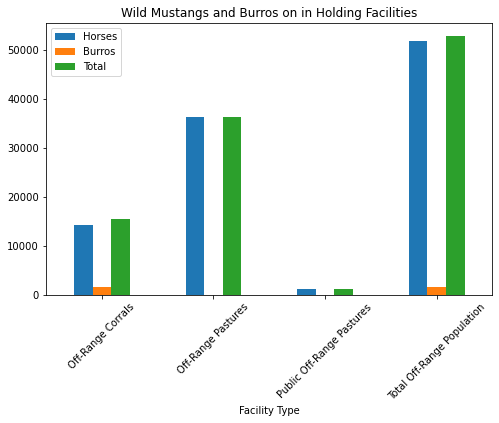 Wild Mustangs and Burros on in Holding Facilities
Horses
Burros
Total
50000
40000
30000
20000
10000
0
Off-Range Corrals
Off-Range Pastures
Public Off-Range Pastures
Total Off-Range Population
Facility Type